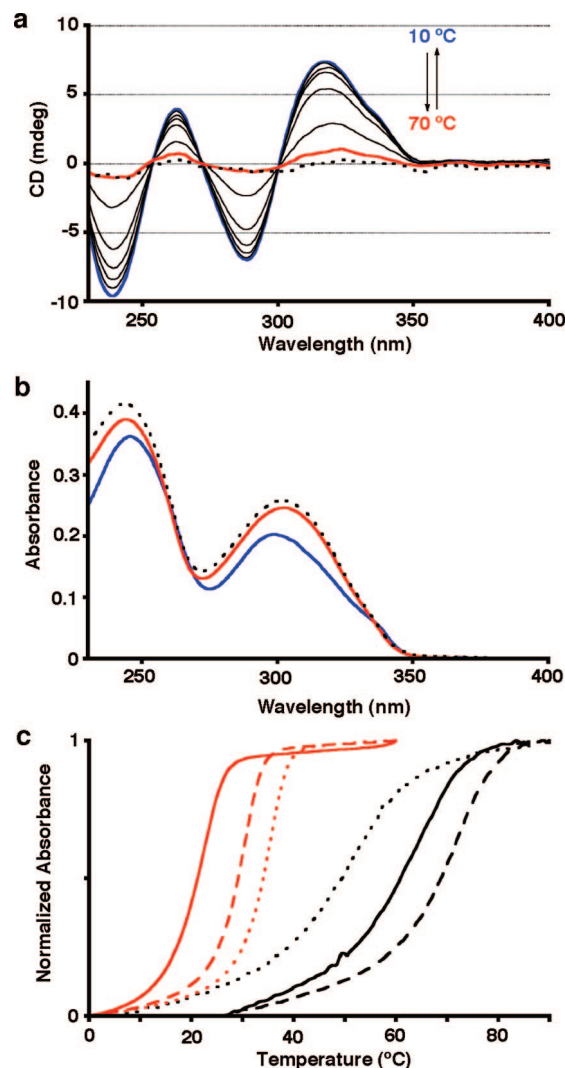 a
10
10 ºC
5
70 ºC
CD (mdeg)
0
-5
-10
250 300 350 400
Wavelength (nm)
b
0.4
0.3
Absorbance
0.2
0.1
0
250 300 350 400
Wavelength (nm)
c
1
Normalized Absorbance
0
0 20 40 60 80
Temperature (ºC)